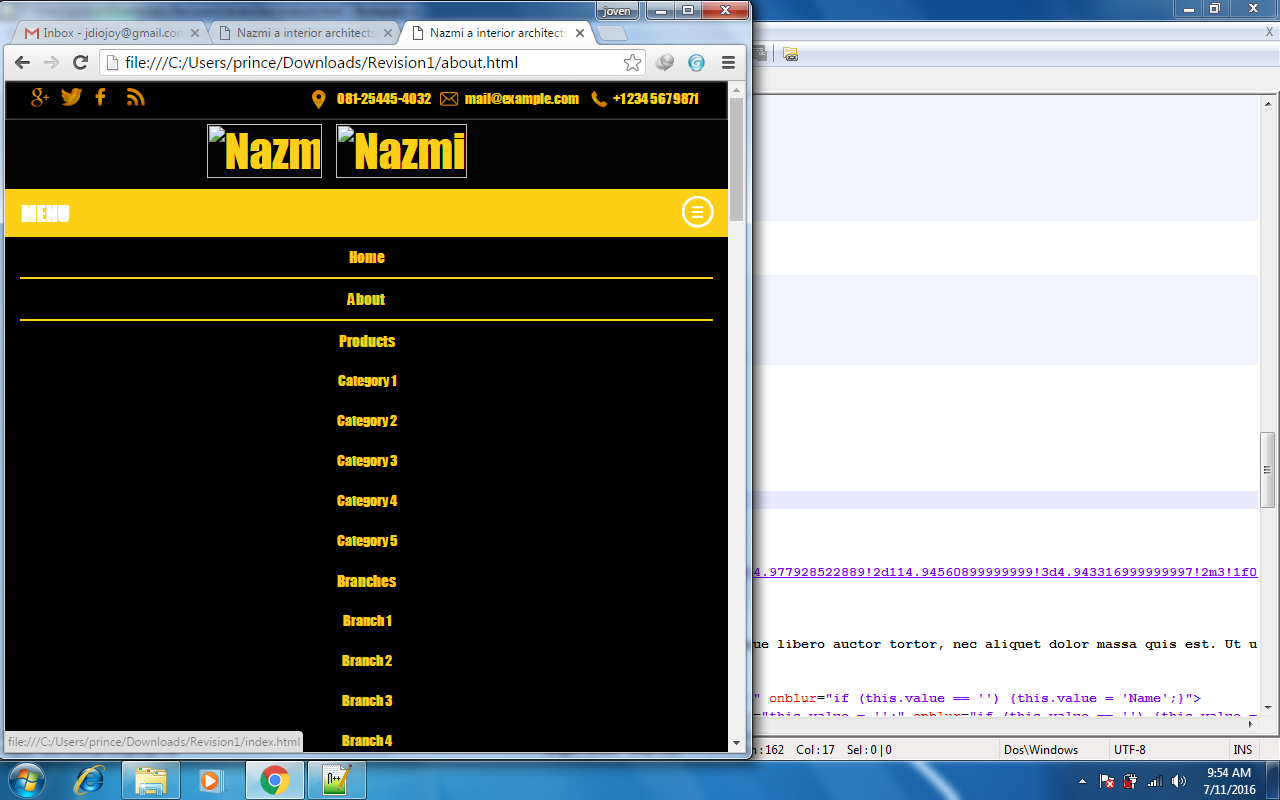 joven
Inbox - jdiojoy@gmail.com
Nazmi a interior architects
Nazmi a interior architects
file:///C:/Users/prince/Downloads/Revision1/about.html
081-25445-4032 mail@example.com +12345679871
Nazm Nazmi
MENU
Home
About
Products
Category 1
Category 2
Category 3
Category 4
Category 5
Branches
Branch 1
Branch 2
Branch 3
Branch 4
file:///C:/Users/prince/Downloads/Revision1/index.html
4.977928522889!2d114.94560899999999!3d4.943316999999997!2m3!1f0
ue libero auctor tortor, nec aliquet dolor massa quis est. Ut u
" onblur="if (this.value == '') {this.value = 'Name';}">
="this.value = '';" onblur="if (this.value == '') {this.value =
: 162 Col : 17 Sel : 0 | 0 Dos\Windows UTF-8 INS
9:54 AM
7/11/2016